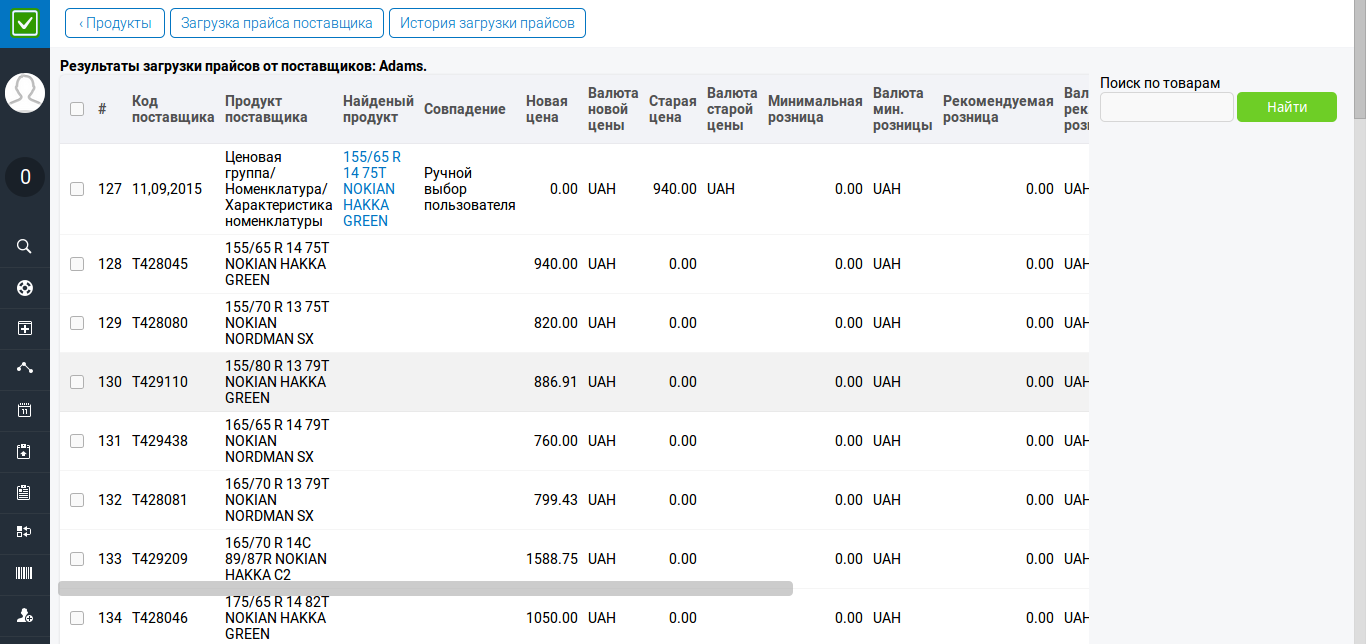 ‹ Продукты
Загрузка прайса поставщика
История загрузки прайсов
Результаты загрузки прайсов от поставщиков: Adams.
#
Код
поставщика
Продукт
поставщика
Найденый
продукт
Совпадение
Новая
цена
Валюта
новой
цены
Старая
цена
Валюта
старой
цены
Минимальная
розница
Валюта
мин.
розницы
Рекомендуемая
розница
Вал
рек
роз
Поиск по товарам
Найти
0
11
127 11,09,2015
Ценовая
группа/
Номенклатура/
Характеристика
номенклатуры
155/65 R
14 75T
NOKIAN
HAKKA
GREEN
Ручной
выбор
пользователя
0.00 UAH 940.00 UAH 0.00 UAH 0.00 UAH
128 T428045
155/65 R 14 75T
NOKIAN HAKKA
GREEN
940.00 UAH 0.00 0.00 UAH 0.00 UAH
129 T428080
155/70 R 13 75T
NOKIAN
NORDMAN SX
820.00 UAH 0.00 0.00 UAH 0.00 UAH
130 T429110
155/80 R 13 79T
NOKIAN HAKKA
GREEN
886.91 UAH 0.00 0.00 UAH 0.00 UAH
131 T429438
165/65 R 14 79T
NOKIAN
NORDMAN SX
760.00 UAH 0.00 0.00 UAH 0.00 UAH
132 T428081
165/70 R 13 79T
NOKIAN
NORDMAN SX
799.43 UAH 0.00 0.00 UAH 0.00 UAH
133 T429209
165/70 R 14C
89/87R NOKIAN
HAKKA C2
1588.75 UAH 0.00 0.00 UAH 0.00 UAH
134 T428046
175/65 R 14 82T
NOKIAN HAKKA
GREEN
1050.00 UAH 0.00 0.00 UAH 0.00 UAH